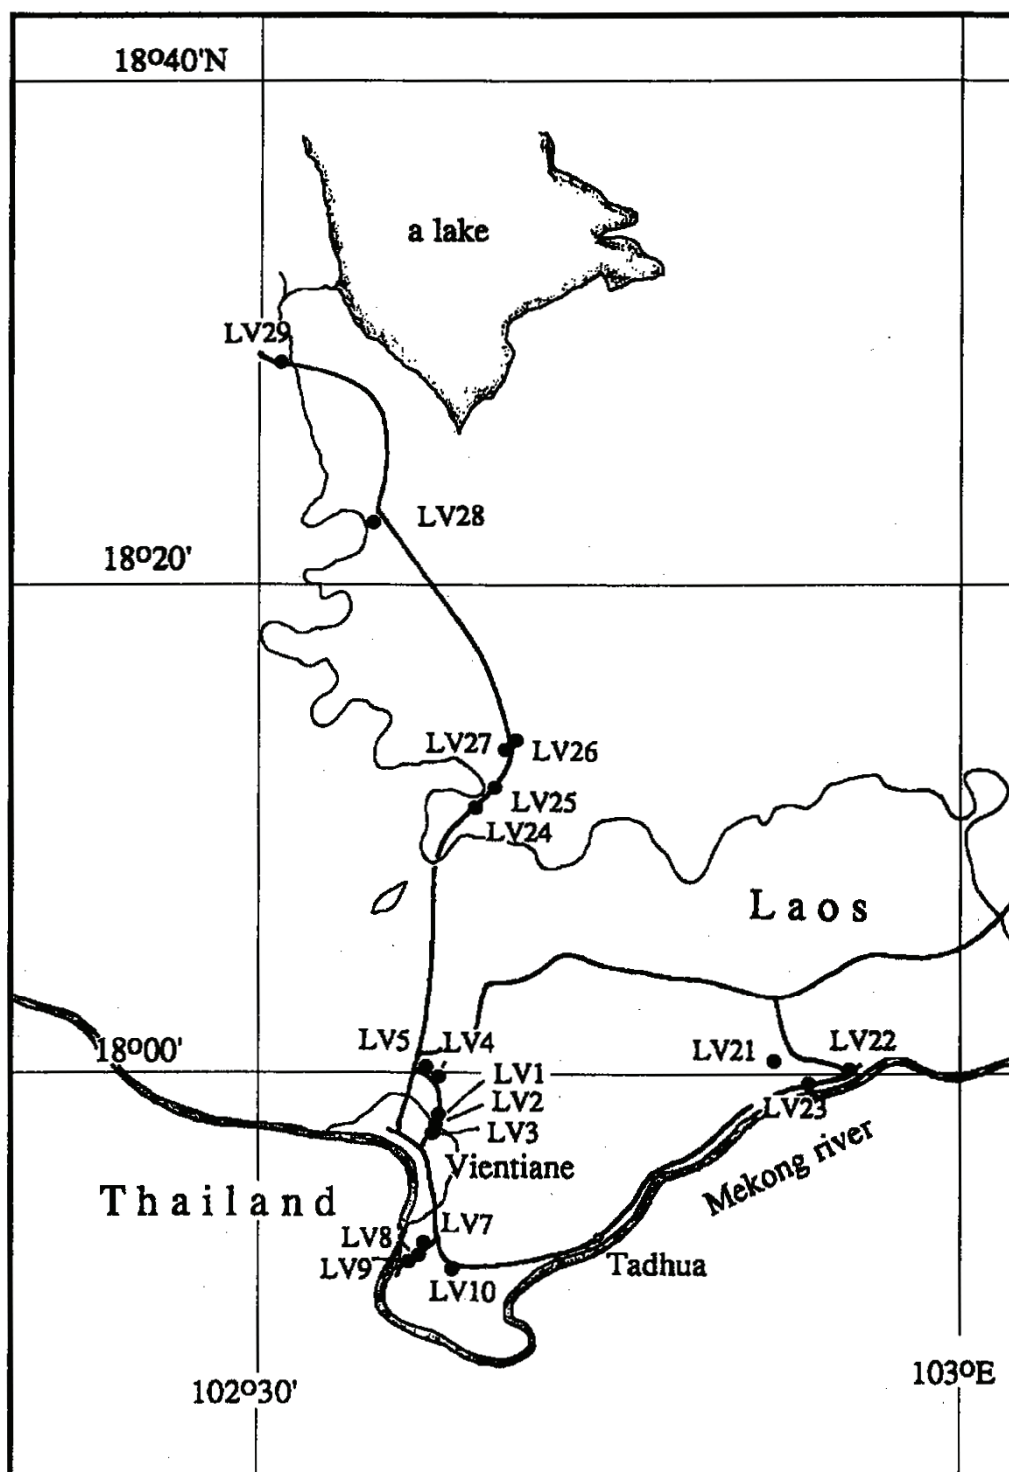 18°40'N
a lake
LV29
LV28
18°20'
LV27
LV26
LV25
LV24
Laos
LV5
LV4
18°00'
LV21
LV22
LV1
LV2
LV23
LV3
Vientiane
Mekong river
Thailand
LV7
LV8
LV9
Tadhua
LV10
102°30'
103°E